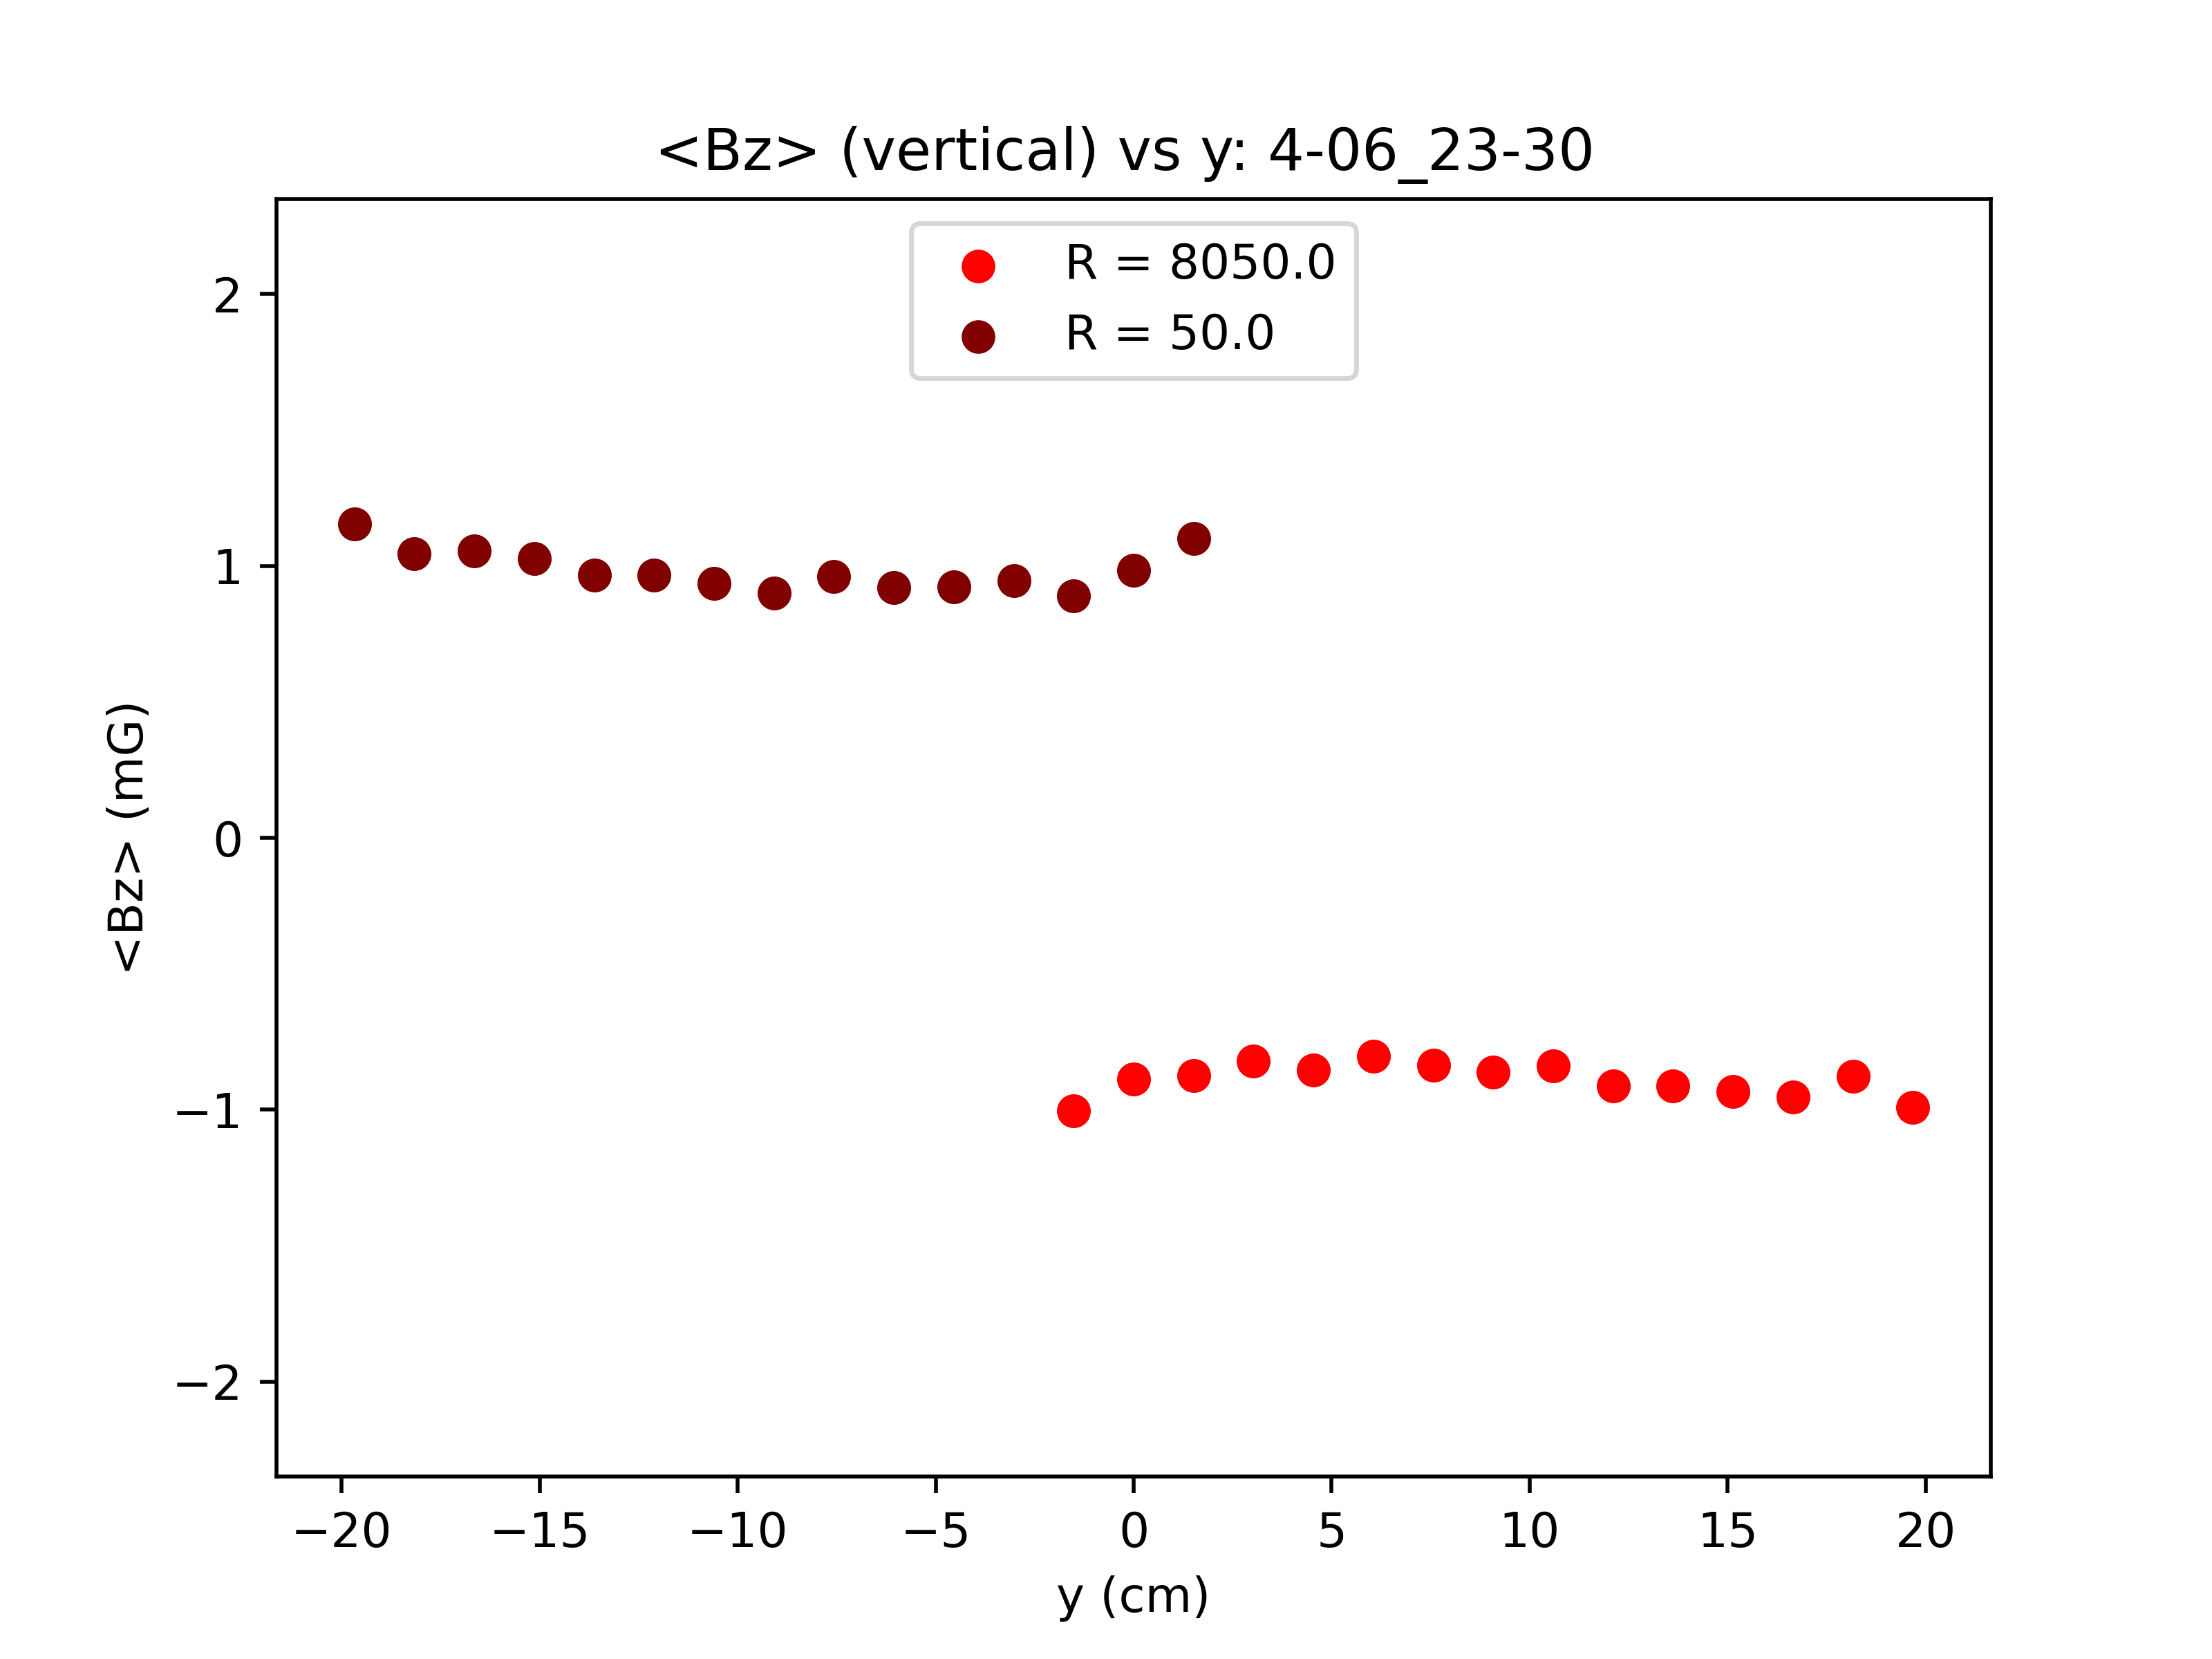 <Bz> (vertical) vs y: 4-06_23-30
R = 8050.0
R = 50.0
2
1
0
−1
−2
<Bz> (mG)
−20 −15 −10 −5 0 5 10 15 20
y (cm)